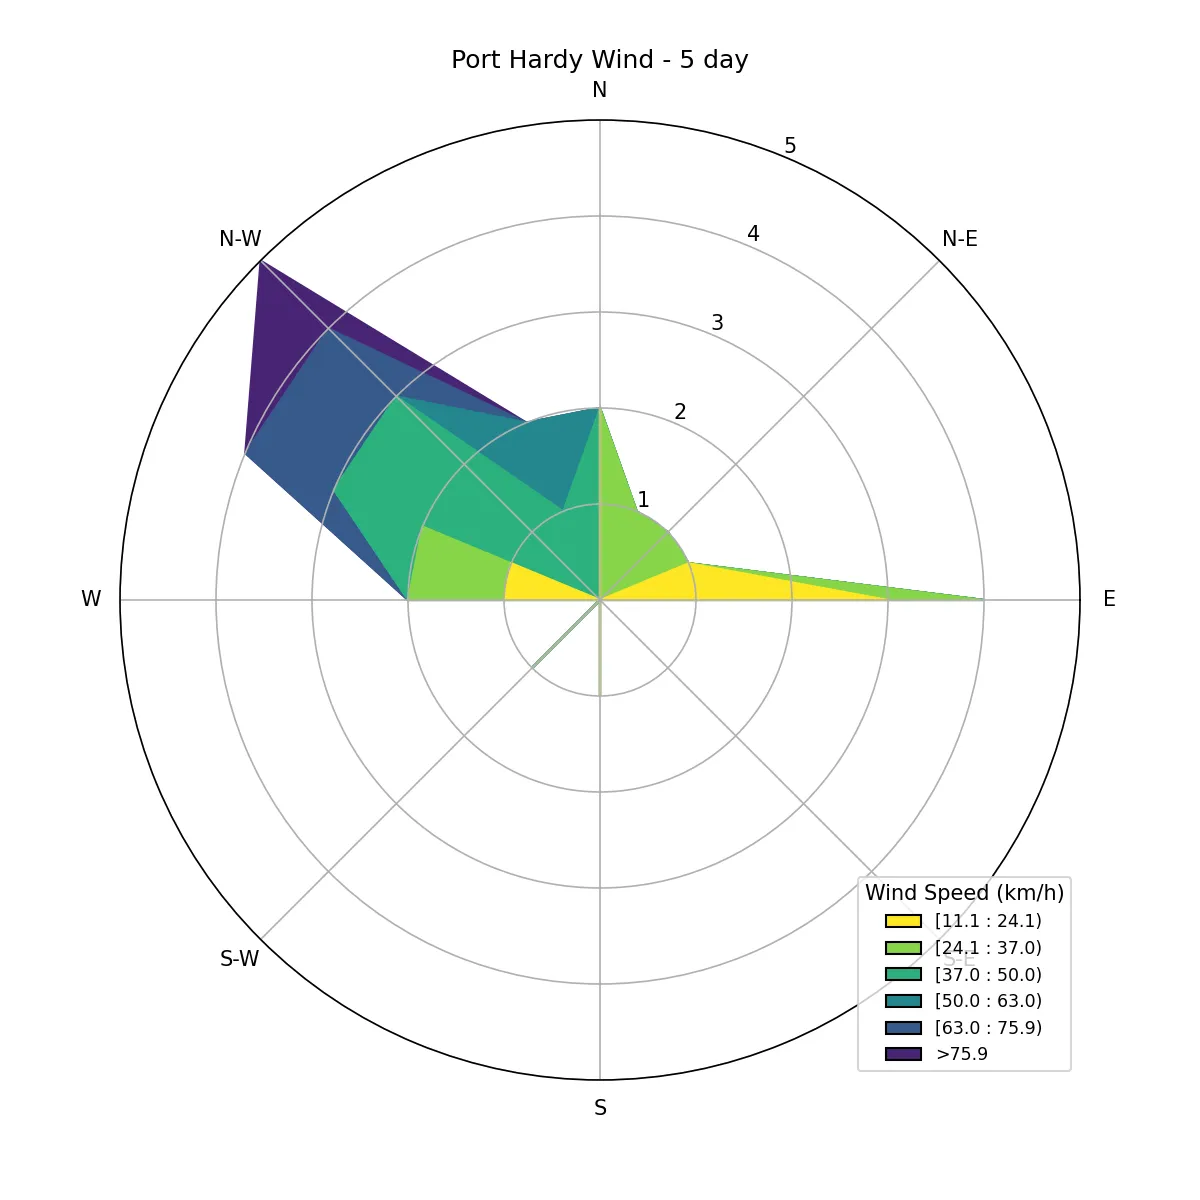 Port Hardy Wind - 5 day
N
5
4
N-W
N-E
3
2
1
W
E
Wind Speed (km/h)
[11.1 : 24.1)
[24.1 : 37.0)
S-W
S-E
[37.0 : 50.0)
[50.0 : 63.0)
[63.0 : 75.9)
>75.9
S